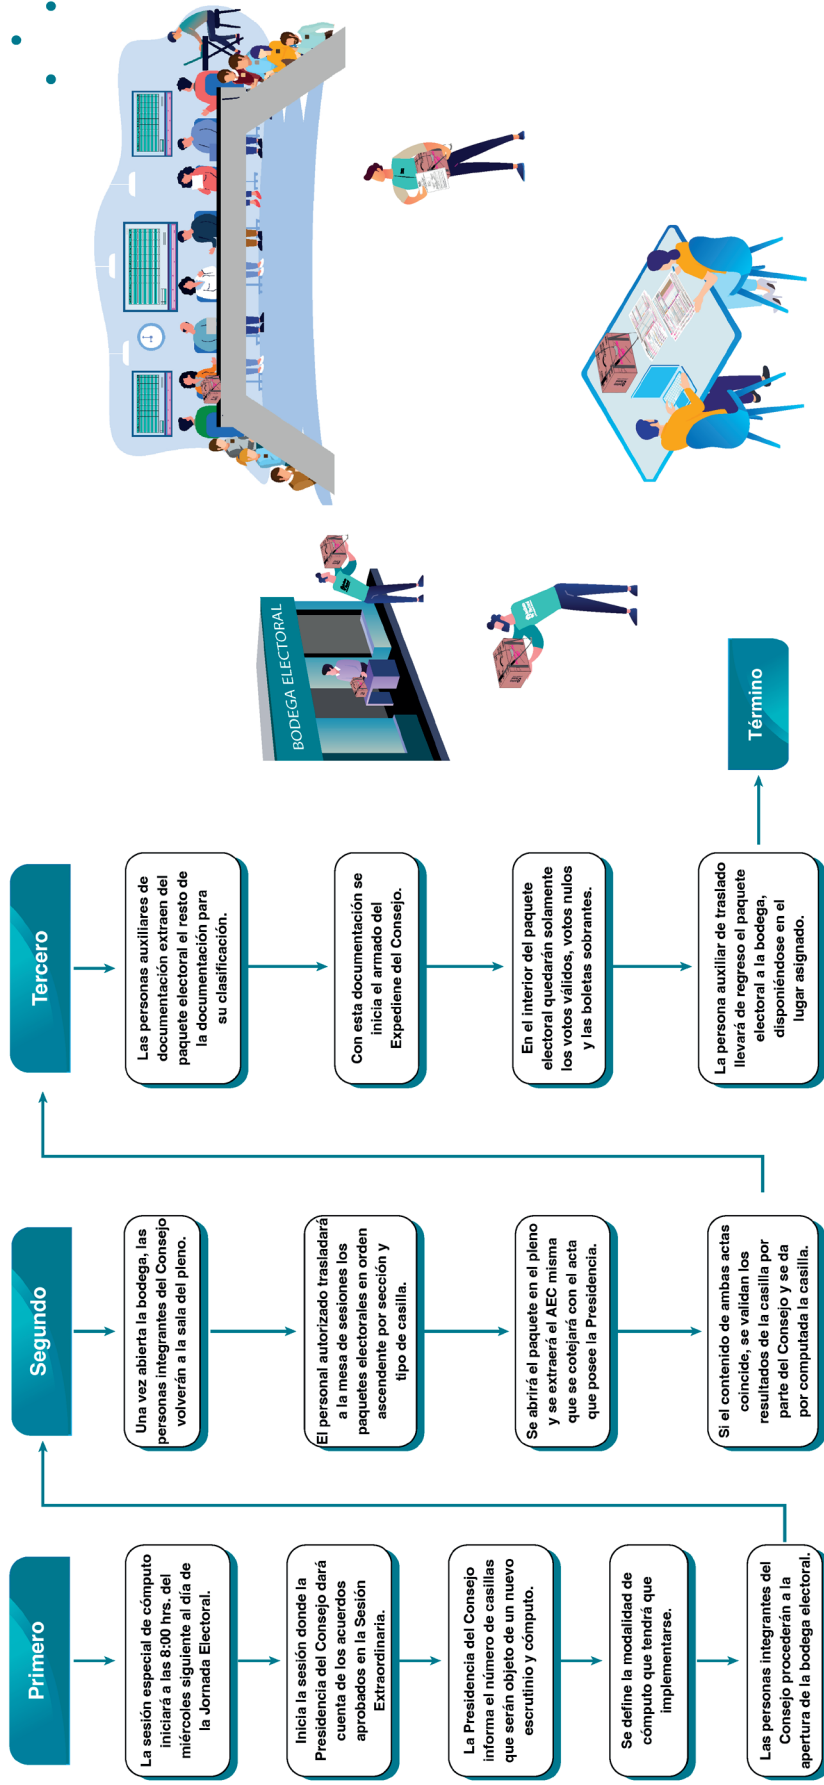 Primero
La sesión especial de cómputo
iniciará a las 8:00 hrs. del
miércoles siguiente al día de
la Jornada Electoral.
Inicia la sesión donde la
Presidencia del Consejo dará
cuenta de los acuerdos
aprobados en la Sesión
Extraordinaria.
La Presidencia del Consejo
informa el número de casillas
que serán objeto de un nuevo
escrutinio y cómputo.
Se define la modalidad de
cómputo que tendrá que
implementarse.
Las personas integrantes del
Consejo procederán a la
apertura de la bodega electoral.
Segundo
Una vez abierta la bodega, las
personas integrantes del Consejo
volverán a la sala del pleno.
El personal autorizado trasladará
a la mesa de sesiones los
paquetes electorales en orden
ascendente por sección y
tipo de casilla.
Se abrirá el paquete en el pleno
y se extraerá el AEC misma
que se cotejará con el acta
que posee la Presidencia.
Si el contenido de ambas actas
coincide, se validan los
resultados de la casilla por
parte del Consejo y se da
por computada la casilla.
Tercero
Las personas auxiliares de
documentación extraen del
paquete electoral el resto de
la documentación para
su clasificación.
Con esta documentación se
inicia el armado del
Expediene del Consejo.
En el interior del paquete
electoral quedarán solamente
los votos válidos, votos nulos
y las boletas sobrantes.
La persona auxiliar de traslado
llevará de regreso el paquete
electoral a la bodega,
disponiéndose en el
lugar asignado.
Término
BODEGA ELECTORAL